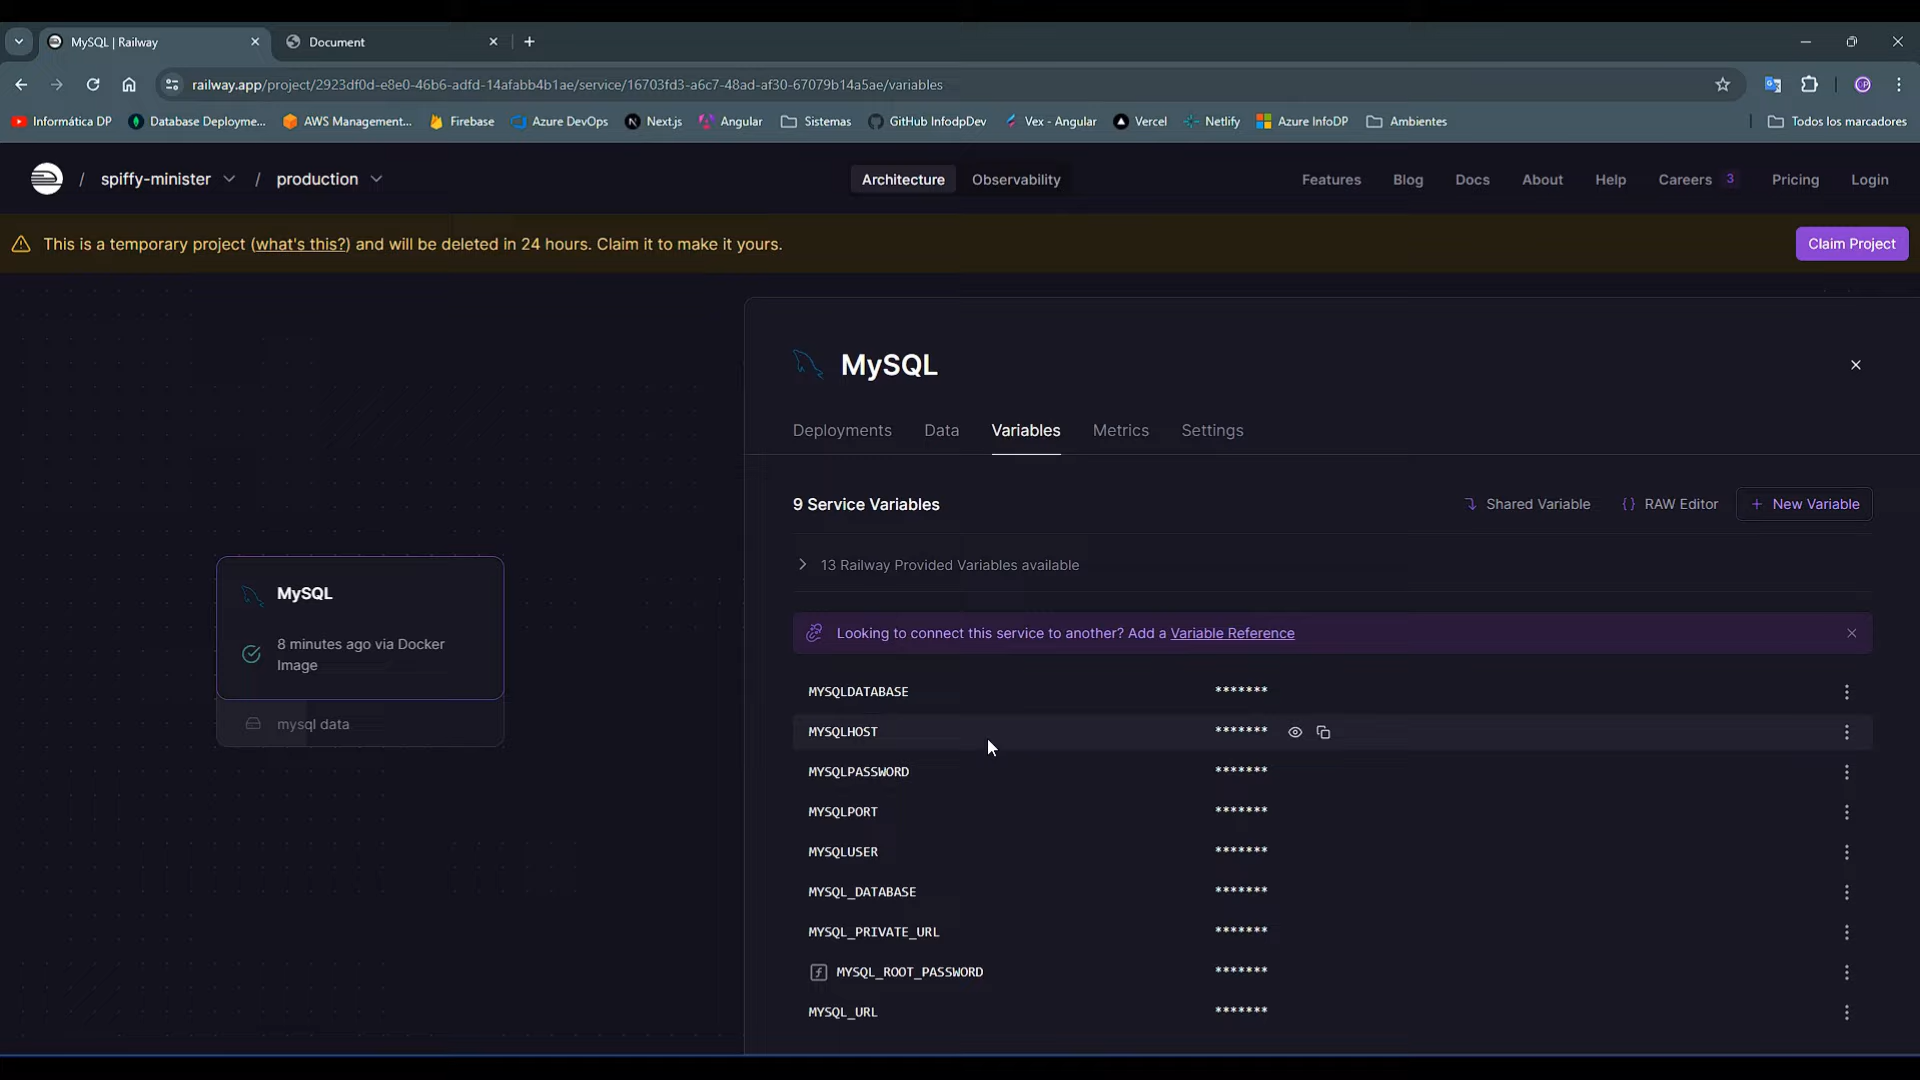 MySQL | Railway
Document
railway.app/project/2923df0d-e8e0-46b6-adfd-14afabb4b1ae/service/16703fd3-a6c7-48ad-af30-67079b14a5ae/variables
Informática DP
Database Deployme...
AWS Management...
Firebase
Azure DevOps
Next.js
Angular
Sistemas
GitHub InfodpDev
Vex - Angular
Vercel
Netlify
Azure InfoDP
Ambientes
Todos los marcadores
/ spiffy-minister / production
Architecture
Observability
Features
Blog
Docs
About
Help
Careers 3
Pricing
Login
This is a temporary project (what's this?) and will be deleted in 24 hours. Claim it to make it yours.
Claim Project
MySQL
Deployments
Data
Variables
Metrics
Settings
9 Service Variables
Shared Variable
{} RAW Editor
+ New Variable
13 Railway Provided Variables available
Looking to connect this service to another? Add a Variable Reference
MySQL
8 minutes ago via Docker
Image
mysql data
MYSQLDATABASE *******
MYSQLHOST *******
MYSQLPASSWORD *******
MYSQLPORT *******
MYSQLUSER *******
MYSQL_DATABASE *******
MYSQL_PRIVATE_URL *******
MYSQL_ROOT_PASSWORD *******
MYSQL_URL *******